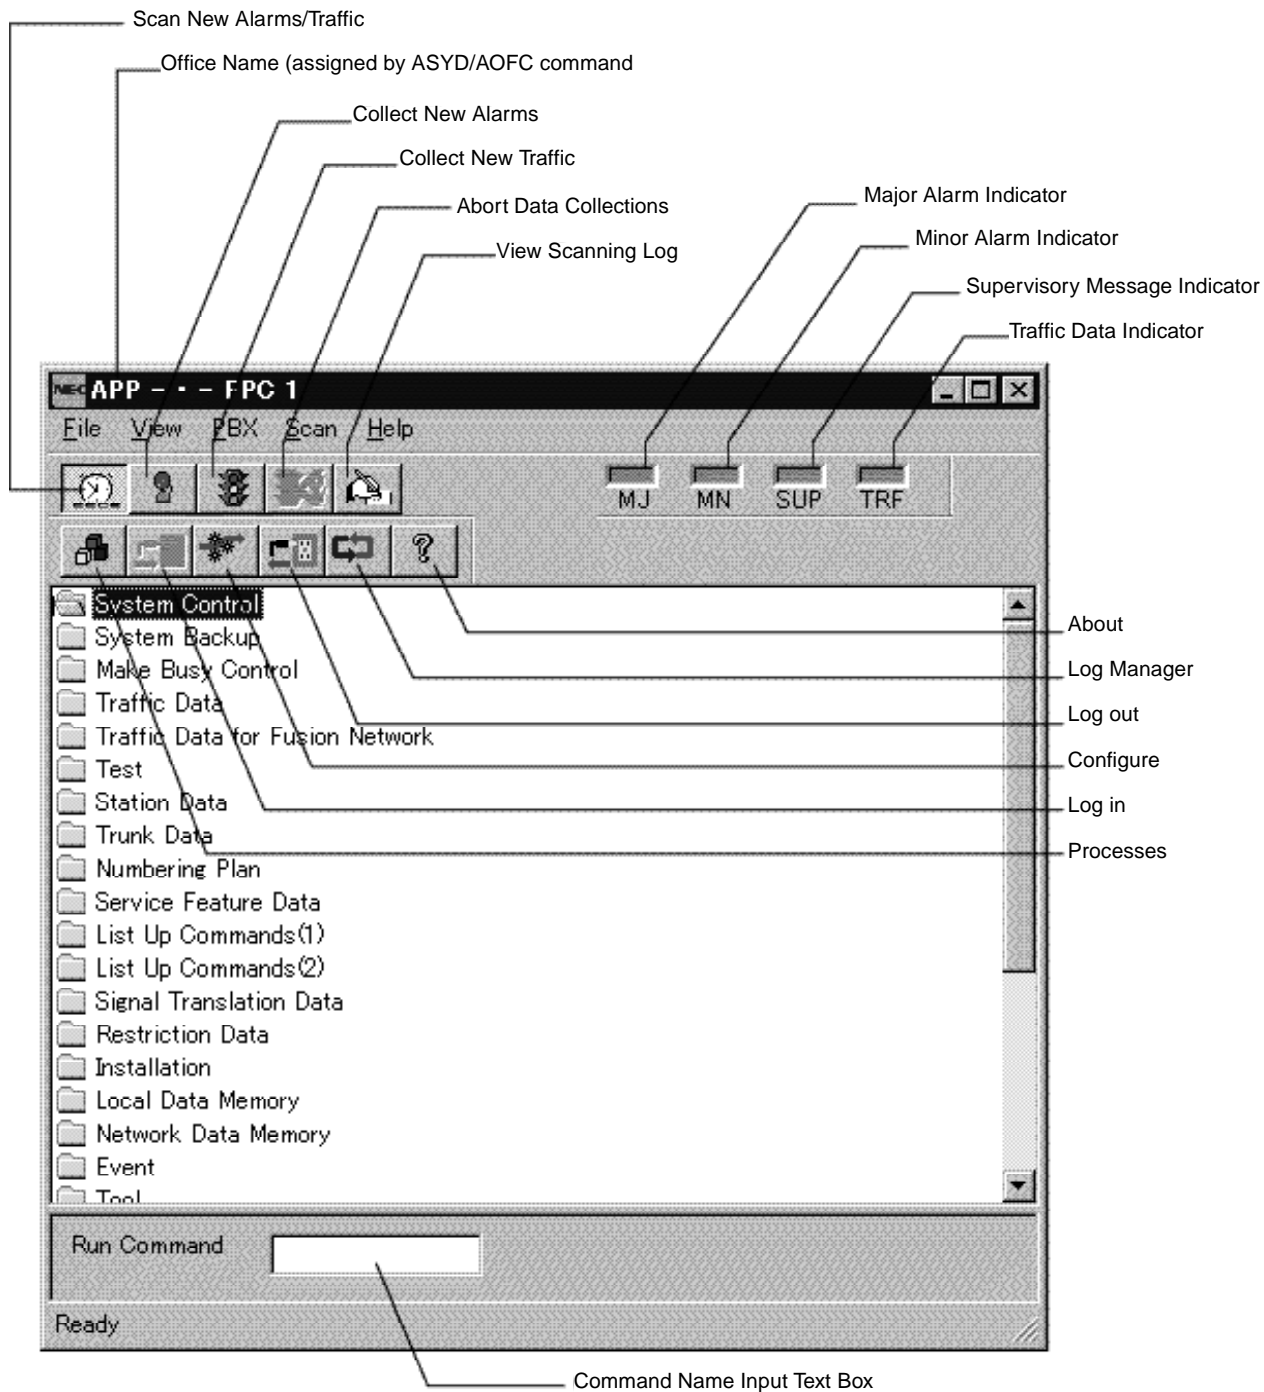 Scan New Alarms/Traffic
Office Name (assigned by ASYD/AOFC command
Collect New Alarms
Collect New Traffic
Abort Data Collections
View Scanning Log
Major Alarm Indicator
Minor Alarm Indicator
Supervisory Message Indicator
Traffic Data Indicator
NEC APP - · - FPC 1
File View PBX Scan Help
MJ MN SUP TRF
System Control
System Backup
Make Busy Control
Traffic Data
Traffic Data for Fusion Network
Test
Station Data
Trunk Data
Numbering Plan
Service Feature Data
List Up Commands(1)
List Up Commands(2)
Signal Translation Data
Restriction Data
Installation
Local Data Memory
Network Data Memory
Event
Tool
About
Log Manager
Log out
Configure
Log in
Processes
Run Command
Ready
Command Name Input Text Box